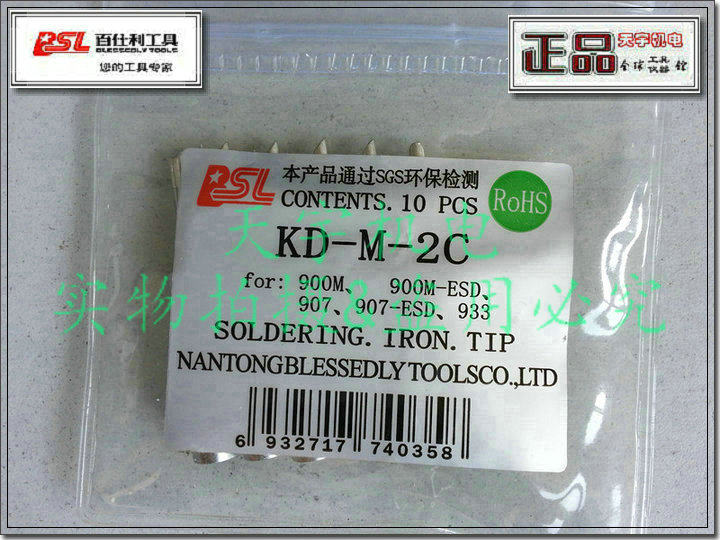 BSL 百仕利工具
BLESSEDLY TOOLS
您的工具专家
正品 天宇机电
全球 工具 仪器 馆
BSL 本产品通过SGS环保检测
CONTENTS. 10 PCS
RoHS
KD-M-2C
for: 900M、 900M-ESD、
907、907-ESD、933
SOLDERING. IRON. TIP
NANTONGBLESSEDLYTOOLSCO.,LTD
6 932717 740358
天宇机电
实物拍摄&盗用必究